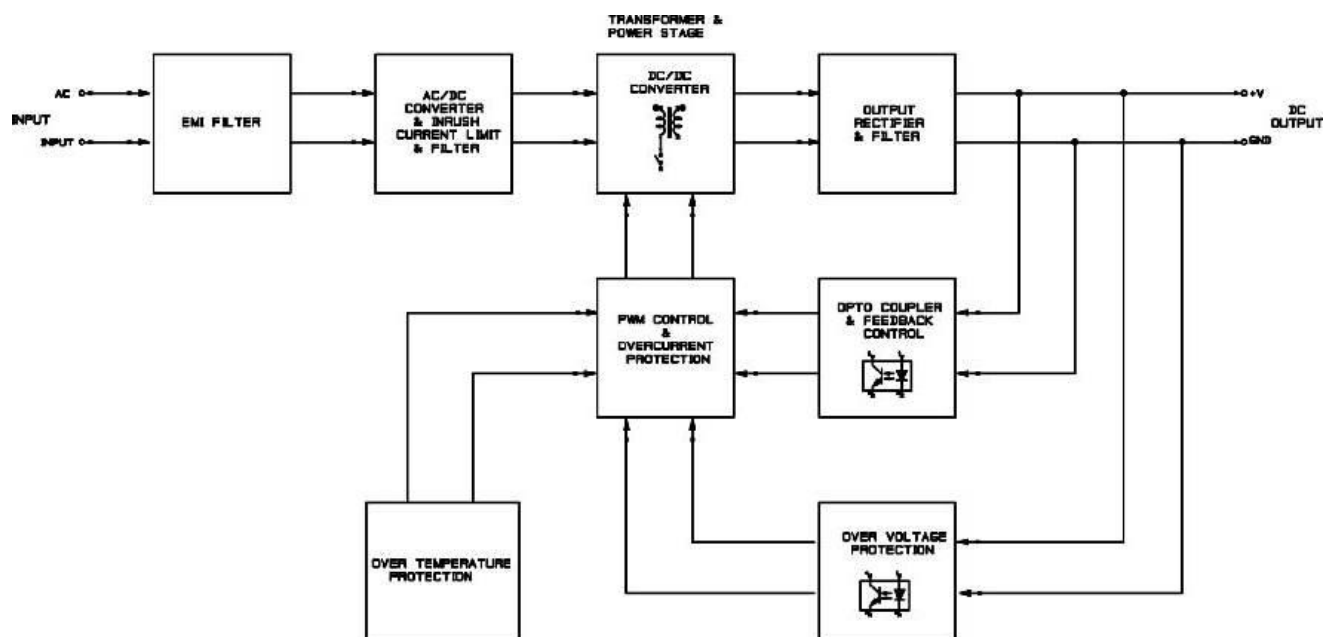 TRANSFORMER &
POWER STAGE
AC
INPUT
INPUT
EMI FILTER
AC/DC
CONVERTER
& INRUSH
CURRENT LIMIT
& FILTER
DC/DC
CONVERTER
OUTPUT
RECTIFIER
& FILTER
+V
DC
OUTPUT
GND
PWM CONTROL
&
OVERCURRENT
PROTECTION
OPTO COUPLER
& FEEDBACK
CONTROL
OVER TEMPERATURE
PROTECTION
OVER VOLTAGE
PROTECTION